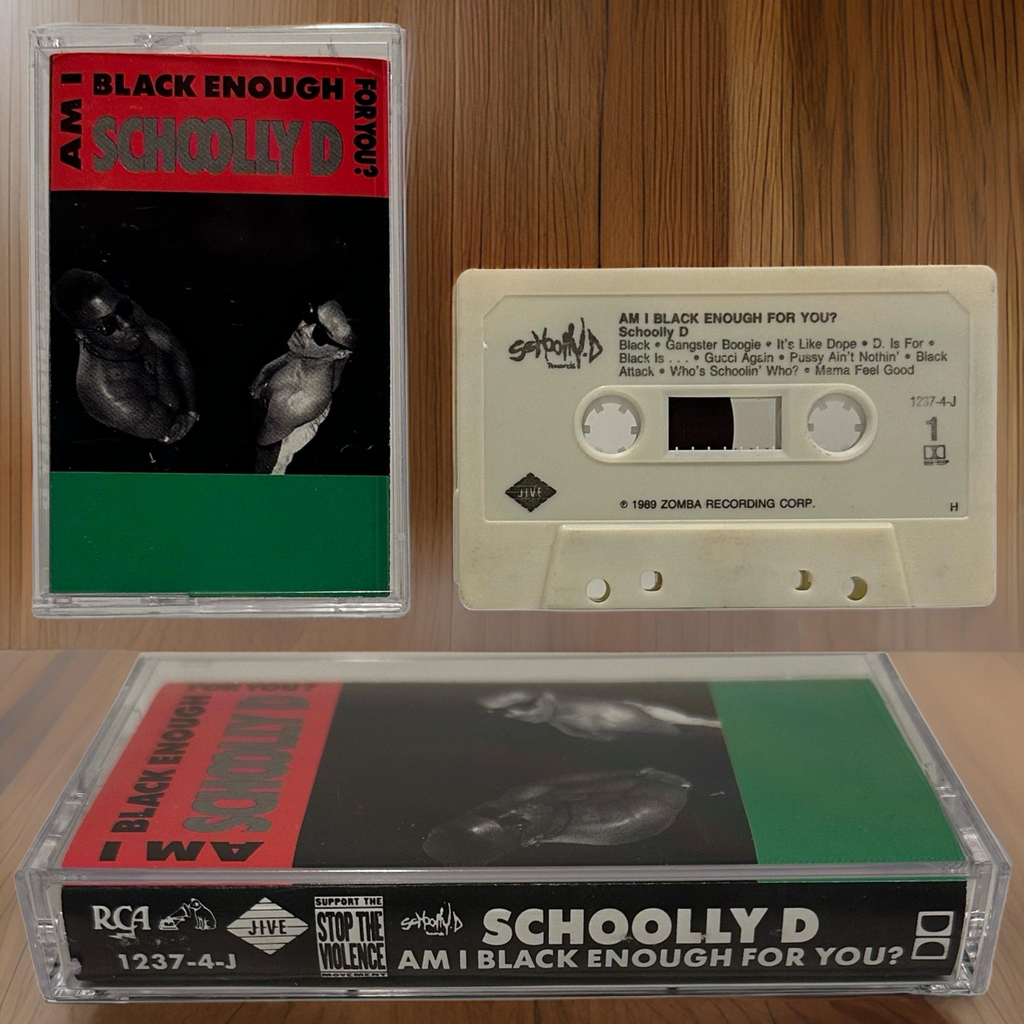 AM I
BLACK ENOUGH
FOR YOU?
SCHOOLLY D
SCHOOLLY.D
Records
AM I BLACK ENOUGH FOR YOU?
Schoolly D
Black • Gangster Boogie • It's Like Dope • D. Is For •
Black Is . . . • Gucci Again • Pussy Ain't Nothin' • Black
Attack • Who's Schoolin' Who? • Mama Feel Good
1237-4-J
1
JIVE
℗ 1989 ZOMBA RECORDING CORP.
H
FOR YOU?
BLACK ENOUGH
SCHOOLLY D
AM I
RCA
1237-4-J
JIVE
SUPPORT THE
STOP THE
VIOLENCE
MOVEMENT
SCHOOLLY.D
SCHOOLLY D
AM I BLACK ENOUGH FOR YOU?